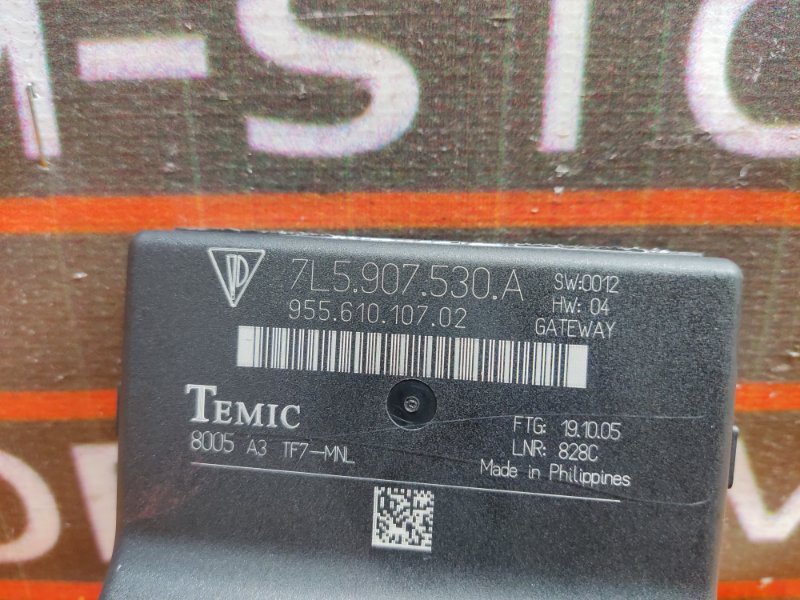 M-STO
7L5.907.530.A
SW:0012
955.610.107.02
HW: 04
GATEWAY
TEMIC
8005 A3 TF7-MNL
FTG: 19.10.05
LNR: 828C
Made in Philippines